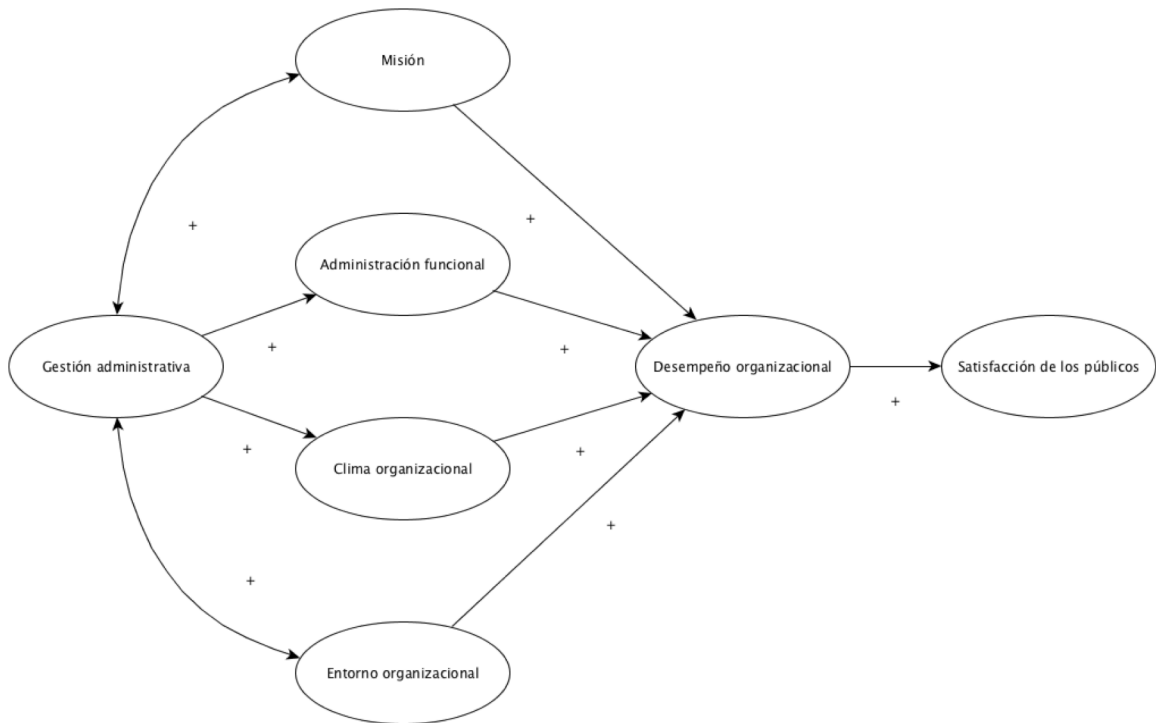 Misión
+
+
Administración funcional
+
+
Gestión administrativa
Desempeño organizacional
Satisfacción de los públicos
+
+
+
Clima organizacional
+
+
Entorno organizacional